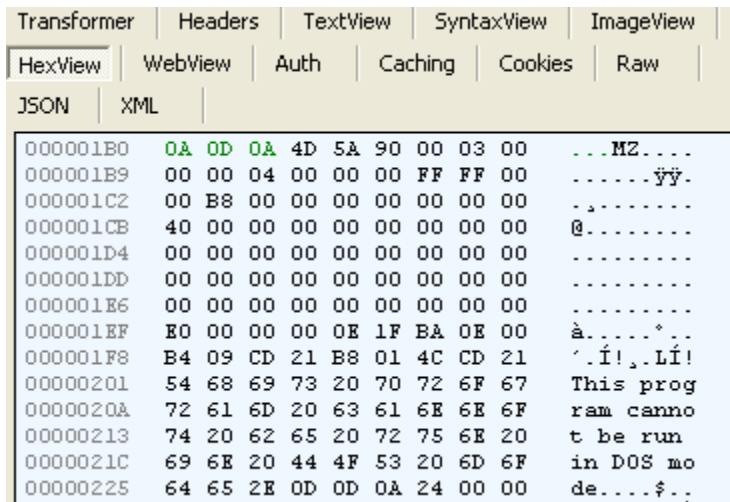 Transformer Headers TextView SyntaxView ImageView
HexView WebView Auth Caching Cookies Raw
JSON XML
000001B0 0A 0D 0A 4D 5A 90 00 03 00 ...MZ....
000001B9 00 00 04 00 00 00 FF FF 00 ......ÿÿ.
000001C2 00 B8 00 00 00 00 00 00 00 .¸.......
000001CB 40 00 00 00 00 00 00 00 00 @........
000001D4 00 00 00 00 00 00 00 00 00 .........
000001DD 00 00 00 00 00 00 00 00 00 .........
000001E6 00 00 00 00 00 00 00 00 00 .........
000001EF E0 00 00 00 0E 1F BA 0E 00 à.....º..
000001F8 B4 09 CD 21 B8 01 4C CD 21 ´.Í!¸.LÍ!
00000201 54 68 69 73 20 70 72 6F 67 This prog
0000020A 72 61 6D 20 63 61 6E 6E 6F ram canno
00000213 74 20 62 65 20 72 75 6E 20 t be run
0000021C 69 6E 20 44 4F 53 20 6D 6F in DOS mo
00000225 64 65 2E 0D 0D 0A 24 00 00 de....$..